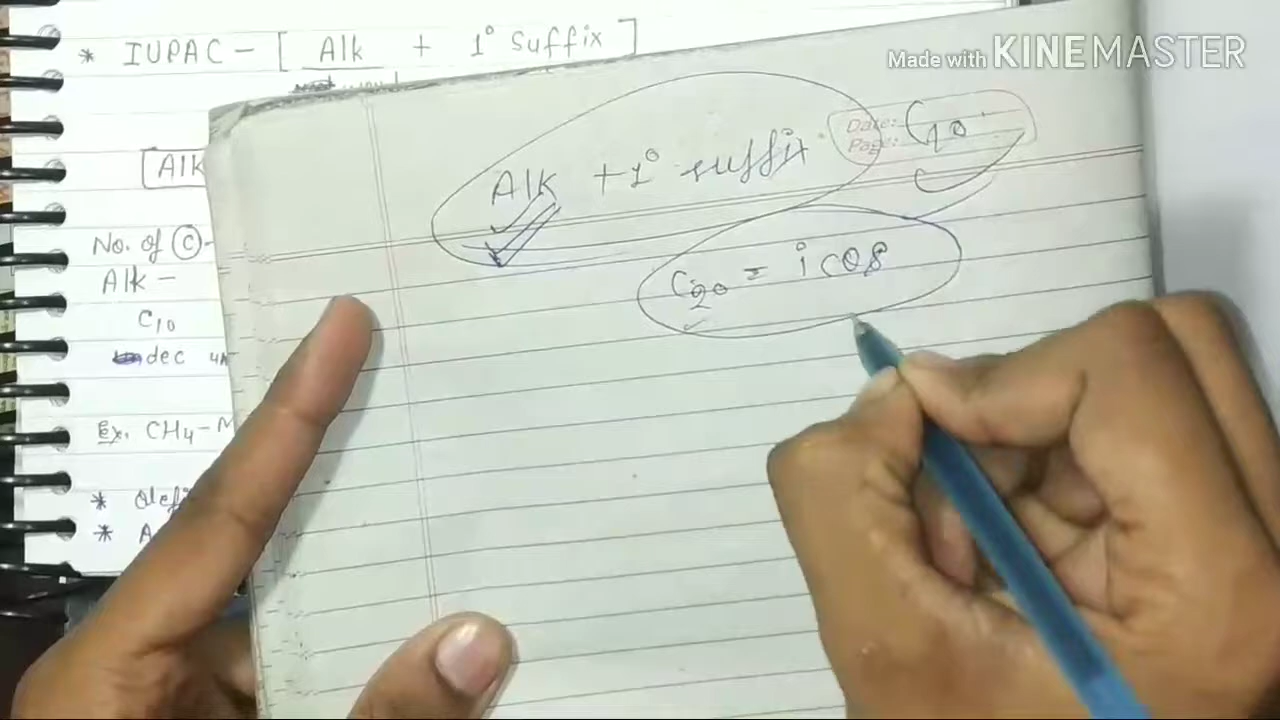 * IUPAC - [ Alk + 1° Suffix ]
Made with KINEMASTER
Date: C10
Page:
Alk + 1° suffix
[Alk
No. of (C) -
Alk -
C20 = icos
C10
dec
Ex. CH4 - M
*
* A